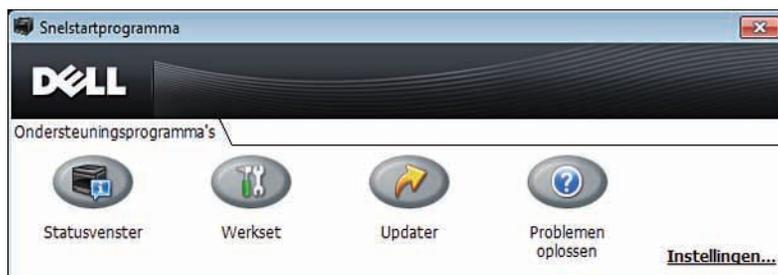 Snelstartprogramma
DELL
Ondersteuningsprogramma's
Statusvenster
Werkset
Updater
Problemen
oplossen
Instellingen...